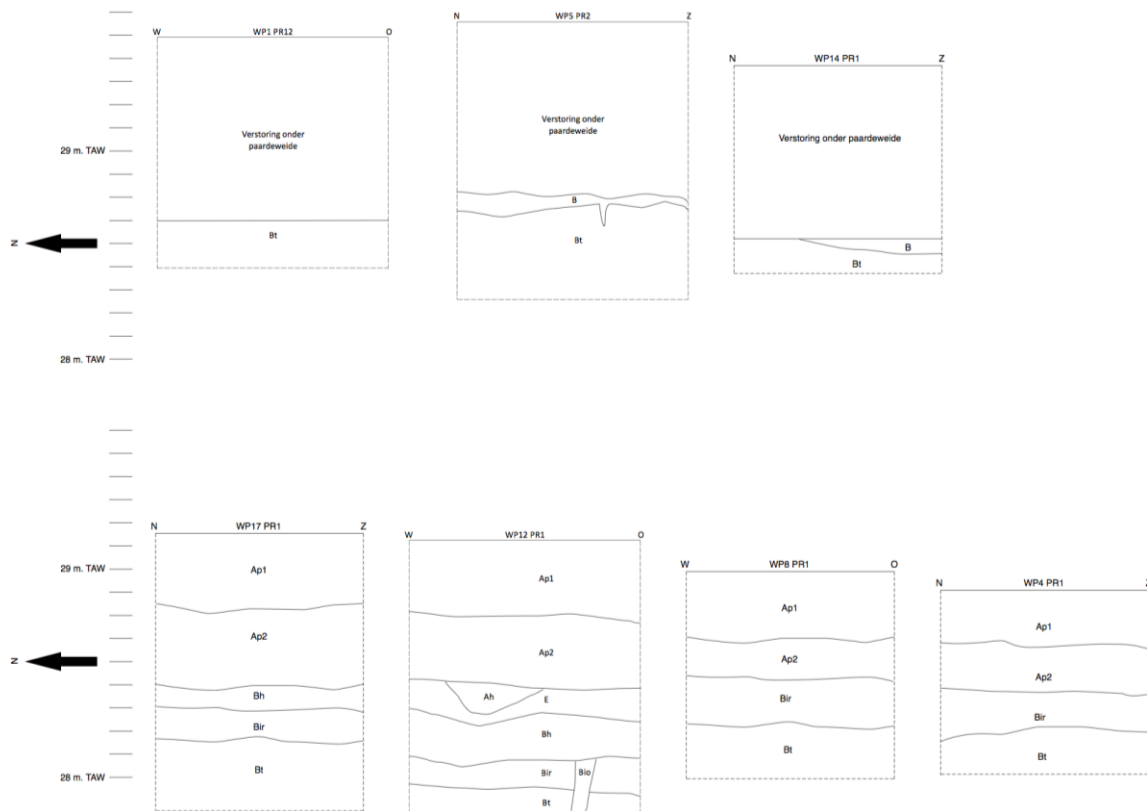 W WP1 PR12 O
Verstoring onder
paardeweide
Bt
N WP5 PR2 Z
Verstoring onder
paardeweide
B
Bt
N WP14 PR1 Z
Verstoring onder paardeweide
B
Bt
29 m. TAW
N
28 m. TAW
N WP17 PR1 Z
Ap1
Ap2
Bh
Bir
Bt
W WP12 PR1 O
Ap1
Ap2
Ah
E
Bh
Bir
Bio
Bt
W WP8 PR1 O
Ap1
Ap2
Bir
Bt
N WP4 PR1 Z
Ap1
Ap2
Bir
Bt
29 m. TAW
N
28 m. TAW